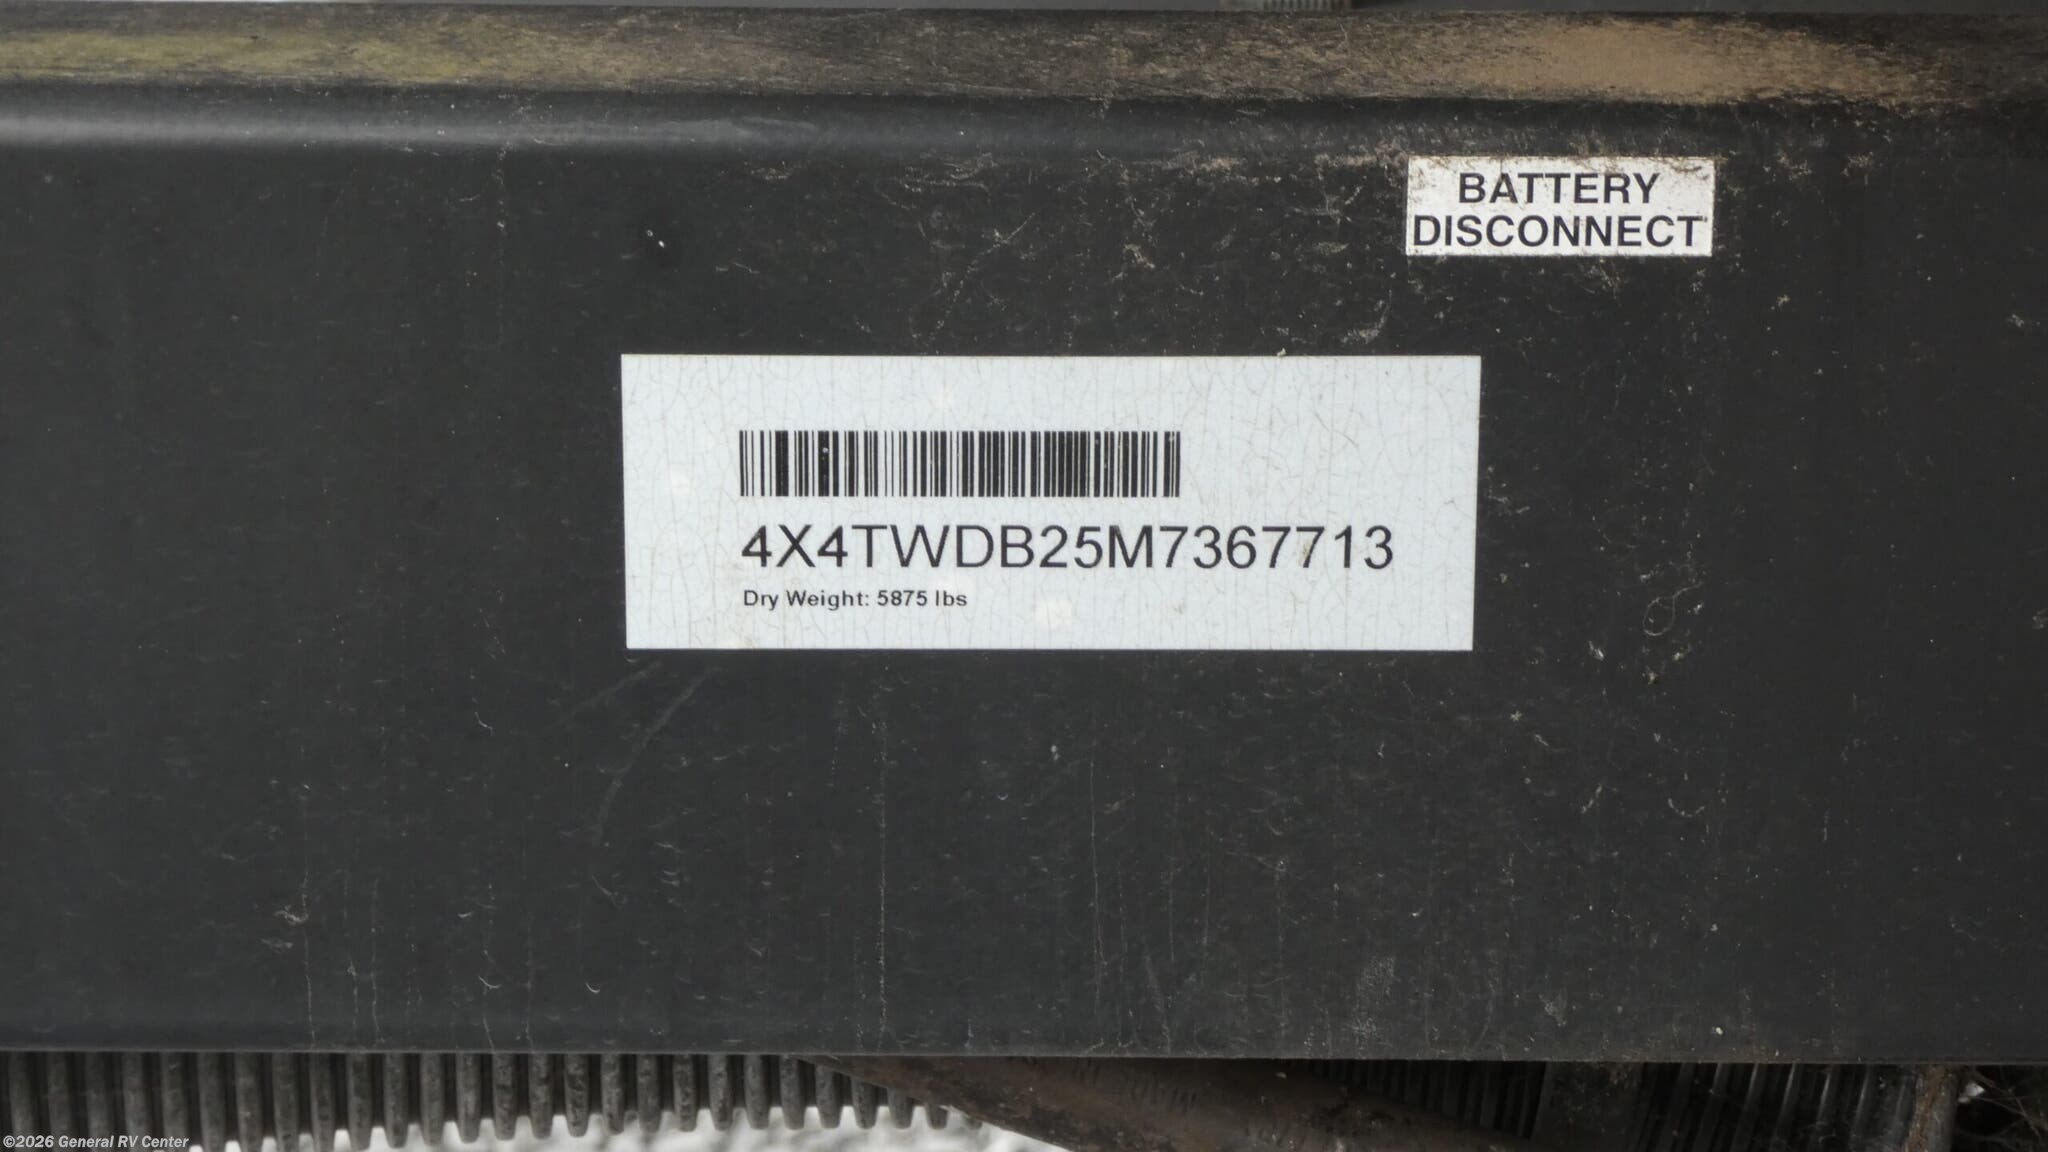 BATTERY
DISCONNECT
4X4TWDB25M7367713
Dry Weight: 5875 lbs
©2026 General RV Center